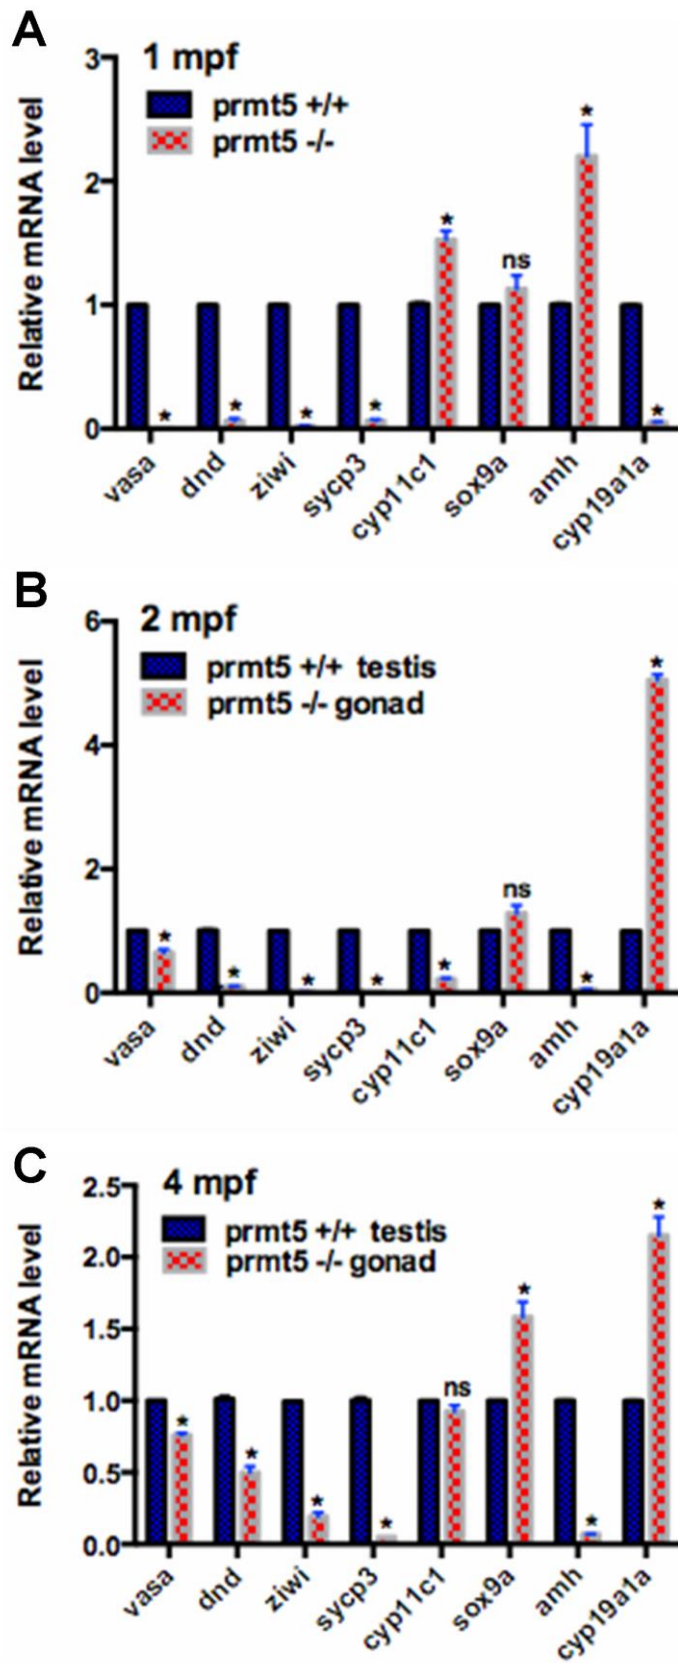 A
1 mpf
prmt5 +/+
prmt5 -/-
Relative mRNA level
3
2
1
0
* * * * * ns * *
vasa dnd ziwi sycp3 cyp11c1 sox9a amh cyp19a1a
B
2 mpf
prmt5 +/+ testis
prmt5 -/- gonad
Relative mRNA level
6
4
2
0
* * * * * ns * *
vasa dnd ziwi sycp3 cyp11c1 sox9a amh cyp19a1a
C
4 mpf
prmt5 +/+ testis
prmt5 -/- gonad
Relative mRNA level
2.5
2.0
1.5
1.0
0.5
0.0
* * * * ns * * *
vasa dnd ziwi sycp3 cyp11c1 sox9a amh cyp19a1a